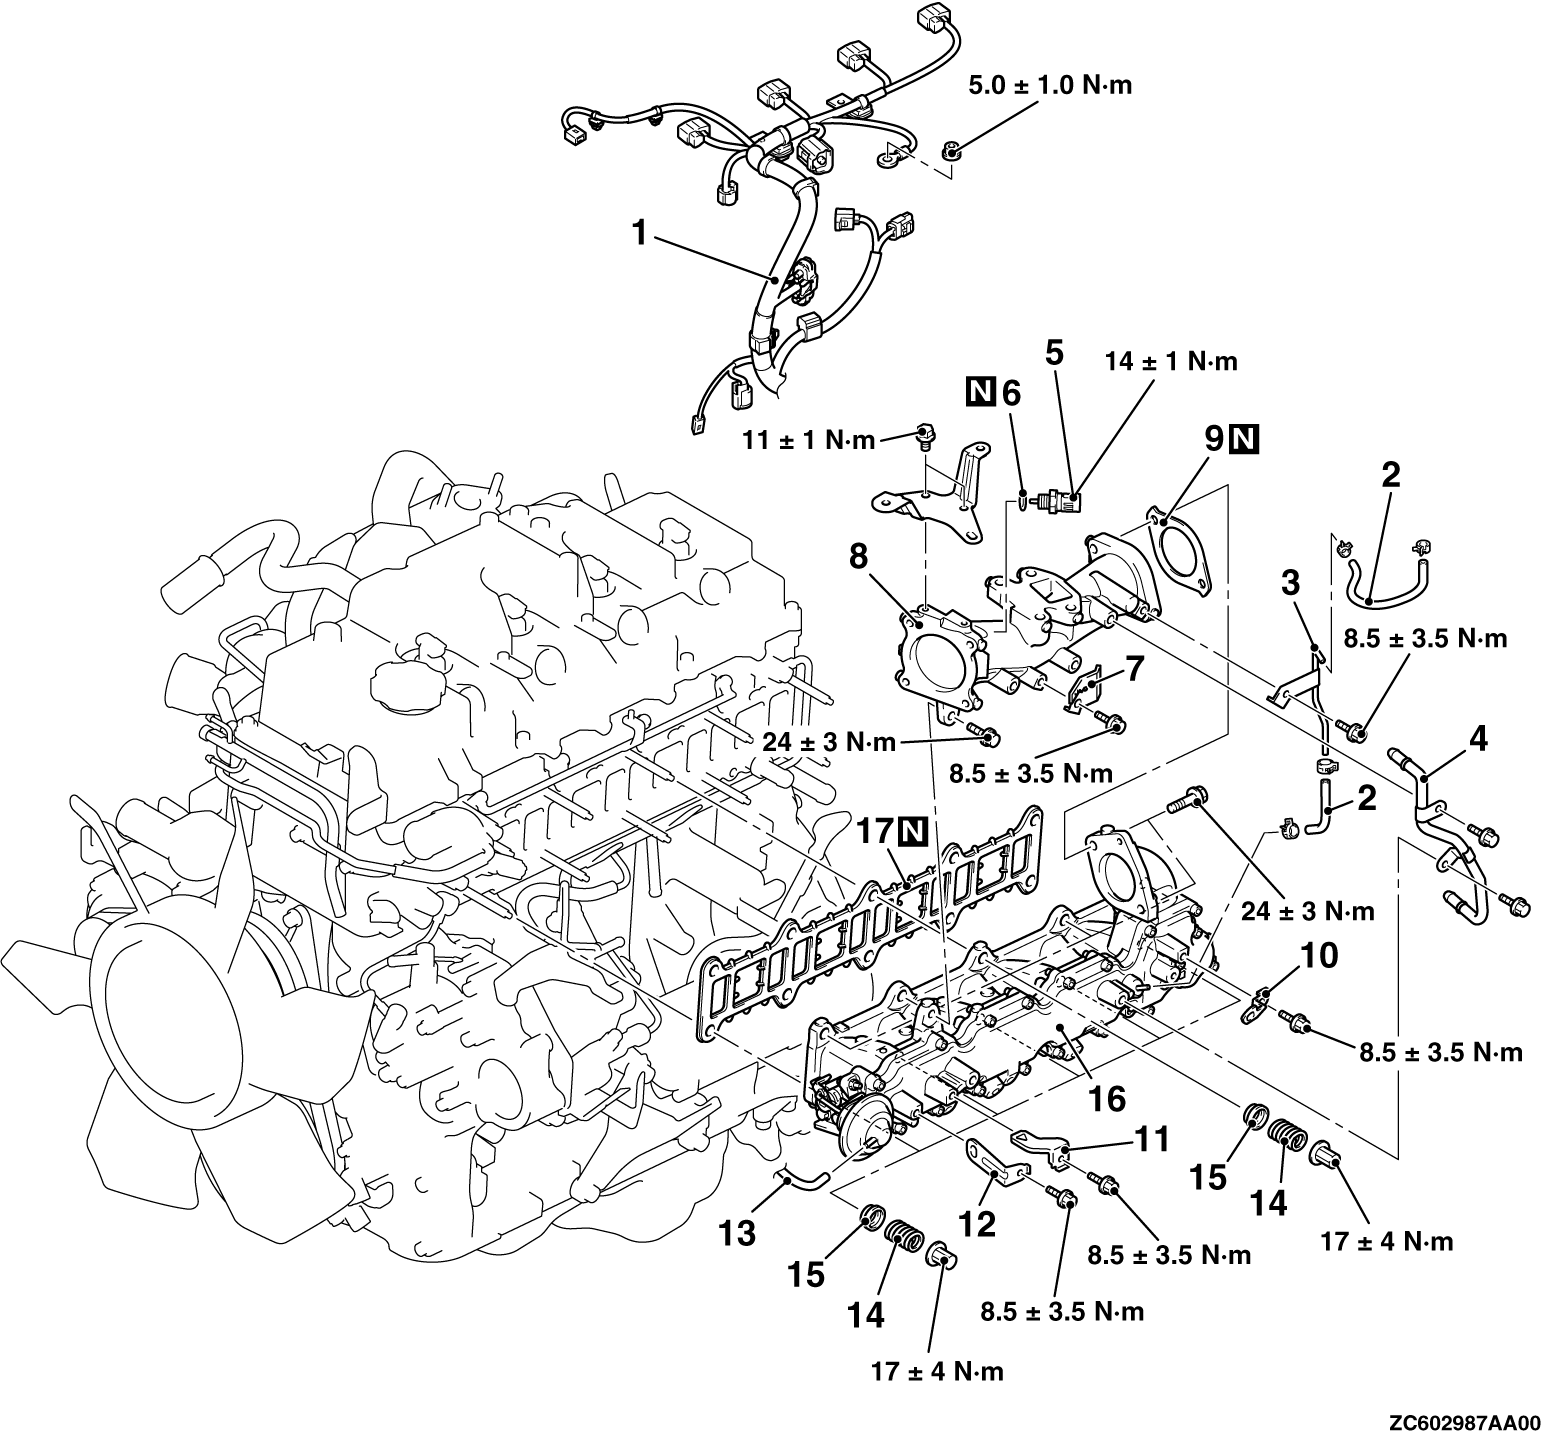 5.0 ± 1.0 N·m
1
5
14 ± 1 N·m
N 6
11 ± 1 N·m
9 N
2
8
3
8.5 ± 3.5 N·m
7
24 ± 3 N·m
4
8.5 ± 3.5 N·m
2
17 N
24 ± 3 N·m
10
8.5 ± 3.5 N·m
16
11
15
14
12
13
17 ± 4 N·m
8.5 ± 3.5 N·m
15
14
8.5 ± 3.5 N·m
17 ± 4 N·m
ZC602987AA00